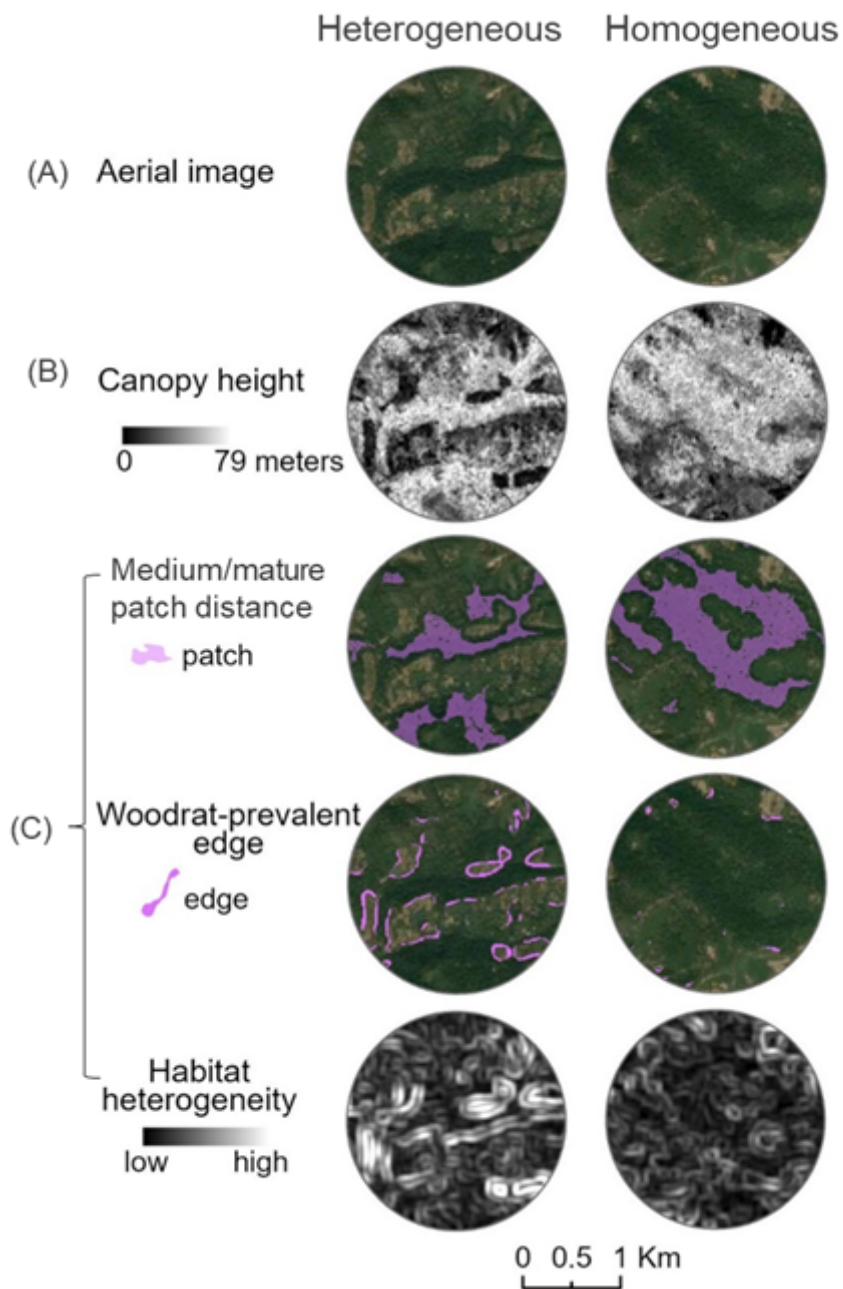 Heterogeneous Homogeneous
(A) Aerial image
(B) Canopy height
0 79 meters
(C)
Medium/mature
patch distance
patch
Woodrat-prevalent
edge
edge
Habitat
heterogeneity
low high
0 0.5 1 Km